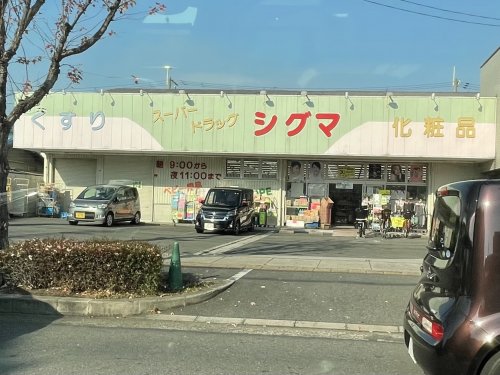 くすり
スーパー
ドラッグ
シグマ
化粧品
朝 9:00から
夜11:00まで